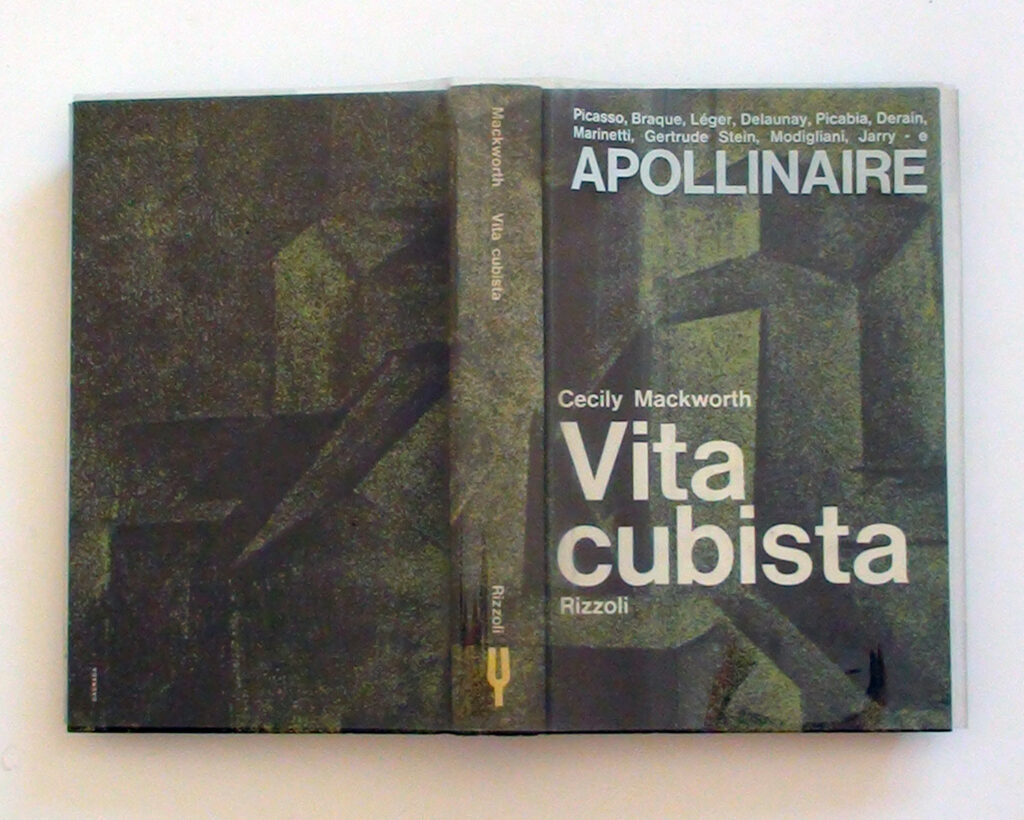 Picasso, Braque, Léger, Delaunay, Picabia, Derain,
Marinetti, Gertrude Stein, Modigliani, Jarry - e
APOLLINAIRE
Cecily Mackworth
Vita
cubista
Rizzoli
Mackworth Vita cubista
Rizzoli